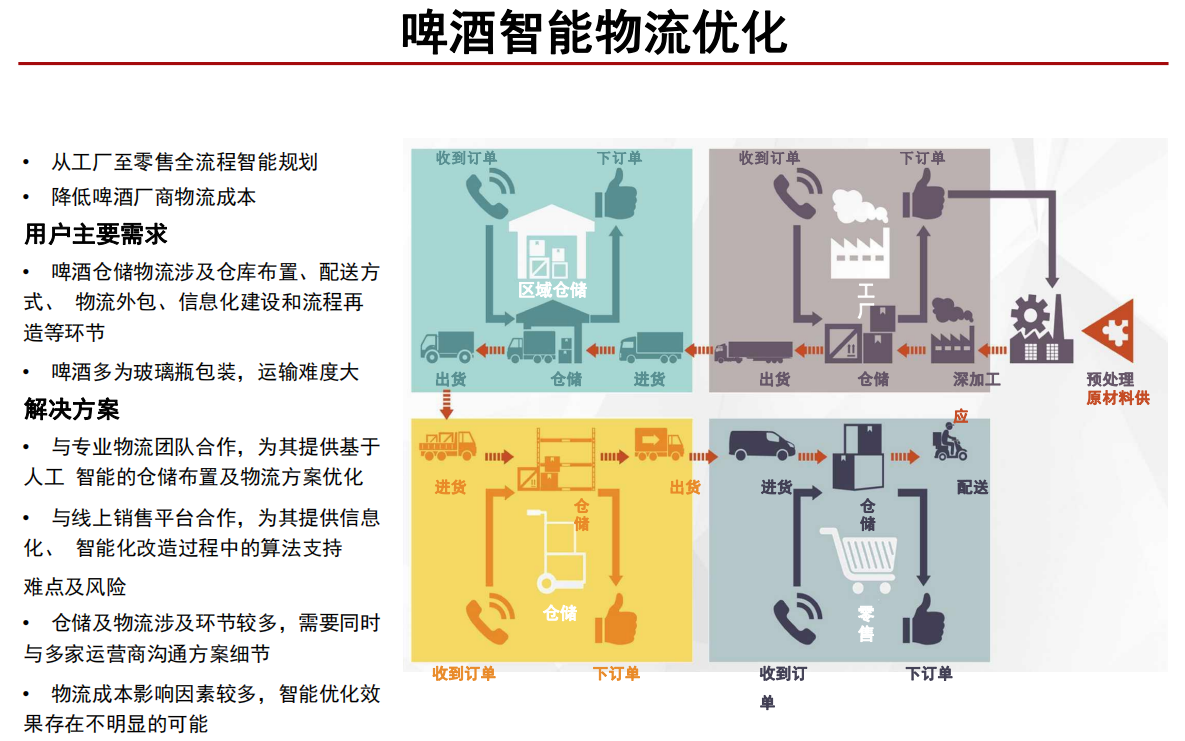 啤酒智能物流优化
• 从工厂至零售全流程智能规划
• 降低啤酒厂商物流成本
用户主要需求
• 啤酒仓储物流涉及仓库布置、配送方
式、 物流外包、信息化建设和流程再
造等环节
• 啤酒多为玻璃瓶包装，运输难度大
解决方案
• 与专业物流团队合作，为其提供基于
人工 智能的仓储布置及物流方案优化
• 与线上销售平台合作，为其提供信息
化、 智能化改造过程中的算法支持
难点及风险
• 仓储及物流涉及环节较多，需要同时
与多家运营商沟通方案细节
• 物流成本影响因素较多，智能优化效
果存在不明显的可能
收到订单
下订单
区域仓储
出货
仓储
进货
收到订单
下订单
工
厂
出货
仓储
深加工
预处理
原材料供
应
进货
仓
储
出货
仓储
收到订单
下订单
进货
仓
储
配送
零
售
收到订
单
下订单